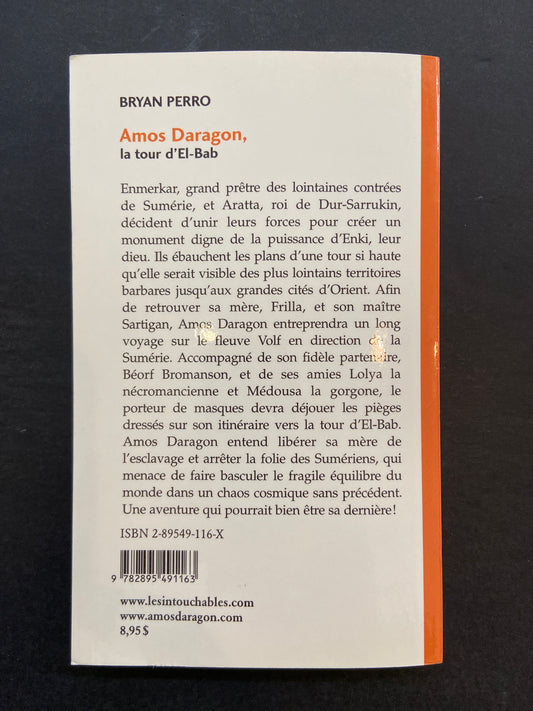 BRYAN PERRO
Amos Daragon,
la tour d'El-Bab
Enmerkar, grand prêtre des lointaines contrées
de Sumérie, et Aratta, roi de Dur-Sarrukin,
décident d'unir leurs forces pour créer un
monument digne de la puissance d'Enki, leur
dieu. Ils ébauchent les plans d'une tour si haute
qu'elle serait visible des plus lointains territoires
barbares jusqu'aux grandes cités d'Orient. Afin
de retrouver sa mère, Frilla, et son maître
Sartigan, Amos Daragon entreprendra un long
voyage sur le fleuve Volf en direction de la
Sumérie. Accompagné de son fidèle partenaire,
Béorf Bromanson, et de ses amies Lolya la
nécromancienne et Médousa la gorgone, le
porteur de masques devra déjouer les pièges
dressés sur son itinéraire vers la tour d'El-Bab.
Amos Daragon entend libérer sa mère de
l'esclavage et arrêter la folie des Sumériens, qui
menace de faire basculer le fragile équilibre du
monde dans un chaos cosmique sans précédent.
Une aventure qui pourrait bien être sa dernière!
ISBN 2-89549-116-X
9 782895 491163
www.lesintouchables.com
www.amosdaragon.com
8,95 $